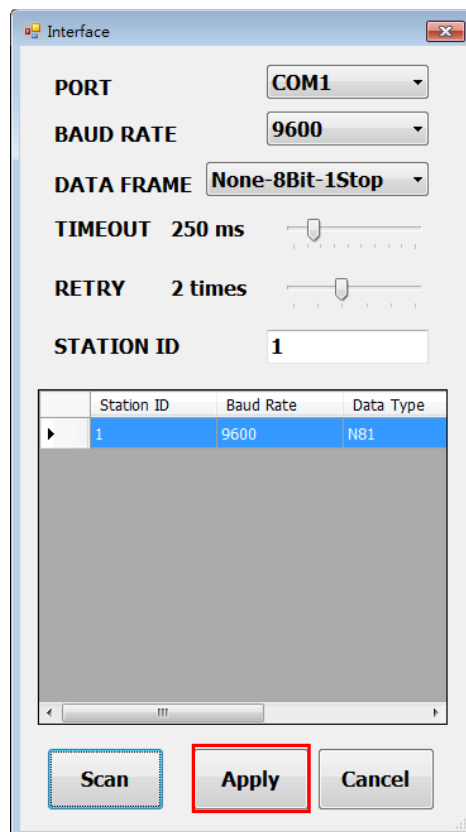 Interface
PORT COM1
BAUD RATE 9600
DATA FRAME None-8Bit-1Stop
TIMEOUT 250 ms
RETRY 2 times
STATION ID 1
Station ID Baud Rate Data Type
1 9600 N81
Scan Apply Cancel